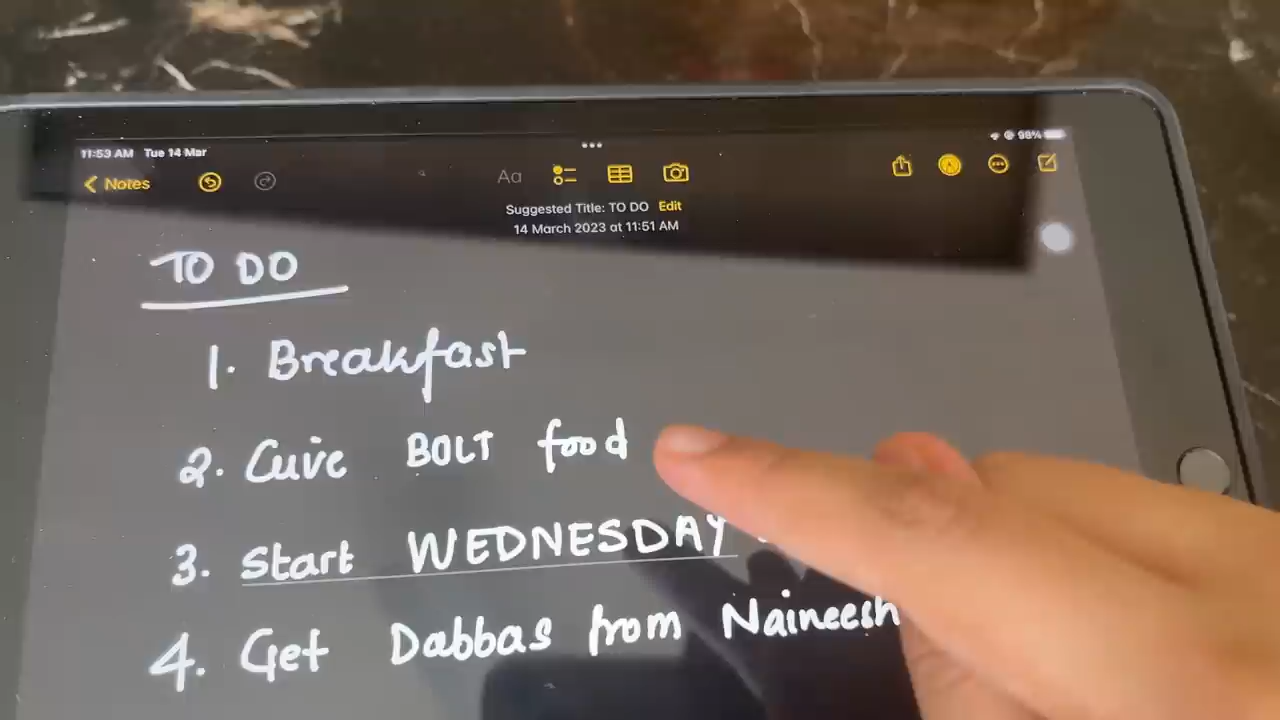 11:53 AM Tue 14 Mar
98%
Notes
Aa
Suggested Title: TO DO Edit
14 March 2023 at 11:51 AM
TO DO
1. Breakfast
2. Give BOLT food
3. Start WEDNESDAY
4. Get Dabbas from Naineesh